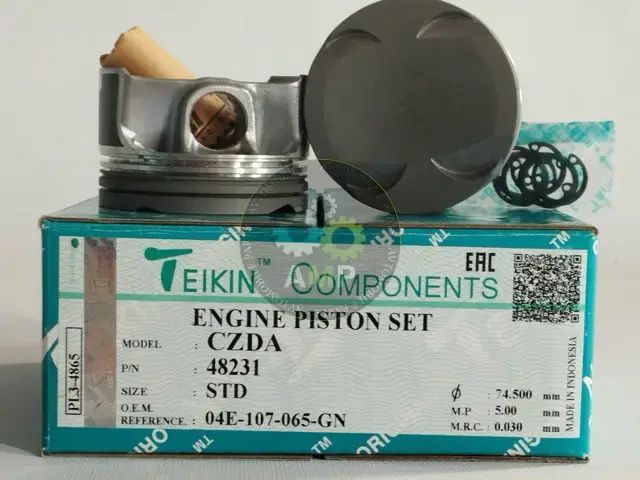 TEIKIN™ COMPONENTS
EAC
ENGINE PISTON SET
MODEL : CZDA
P/N : 48231
SIZE : STD
O.E.M. REFERENCE. : 04E-107-065-GN
ϕ : 74.500 mm
M.P : 5.00 mm
M.R.C. : 0.030 mm
PL3-4865
MADE IN INDONESIA
AMP